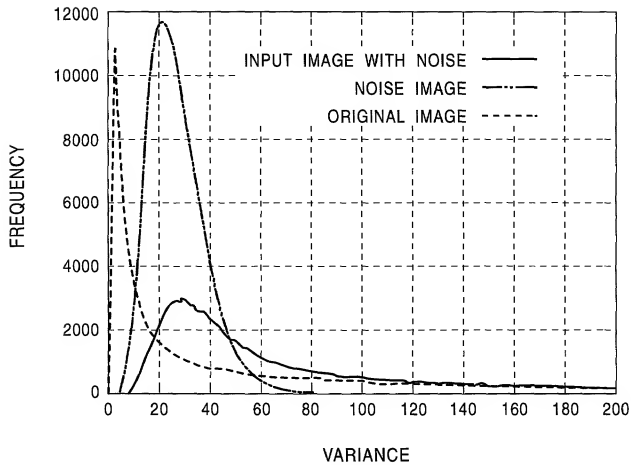 12000
10000
8000
6000
4000
2000
0
FREQUENCY
INPUT IMAGE WITH NOISE
NOISE IMAGE
ORIGINAL IMAGE
0 20 40 60 80 100 120 140 160 180 200
VARIANCE